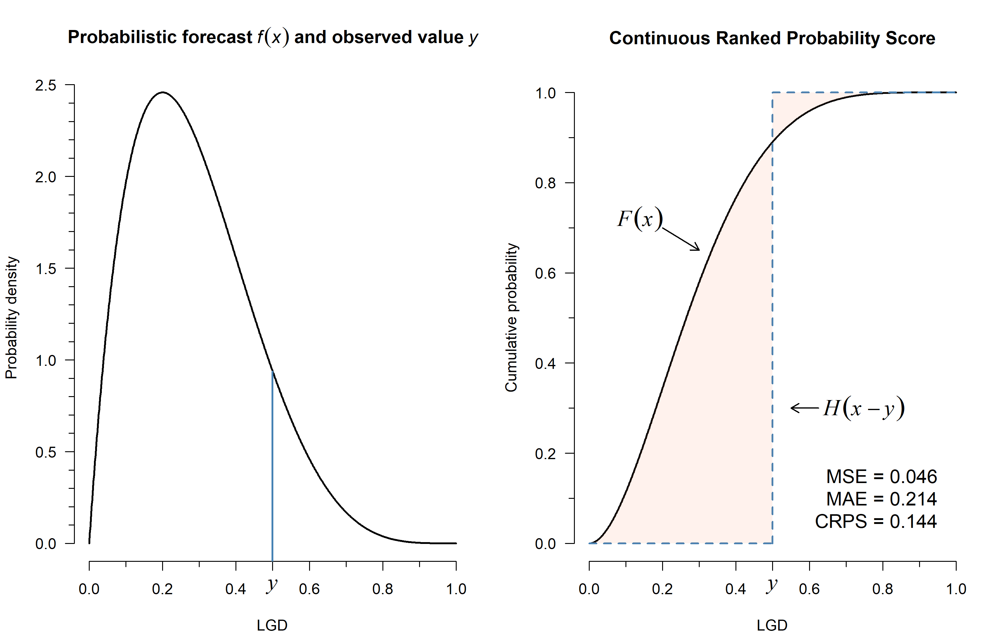 Probabilistic forecast f(x) and observed value y
Probability density
2.5
2.0
1.5
1.0
0.5
0.0
0.0 0.2 0.4 y 0.6 0.8 1.0
LGD
Continuous Ranked Probability Score
Cumulative probability
1.0
0.8
0.6
0.4
0.2
0.0
F(x)
H(x − y)
MSE = 0.046
MAE = 0.214
CRPS = 0.144
0.0 0.2 0.4 y 0.6 0.8 1.0
LGD